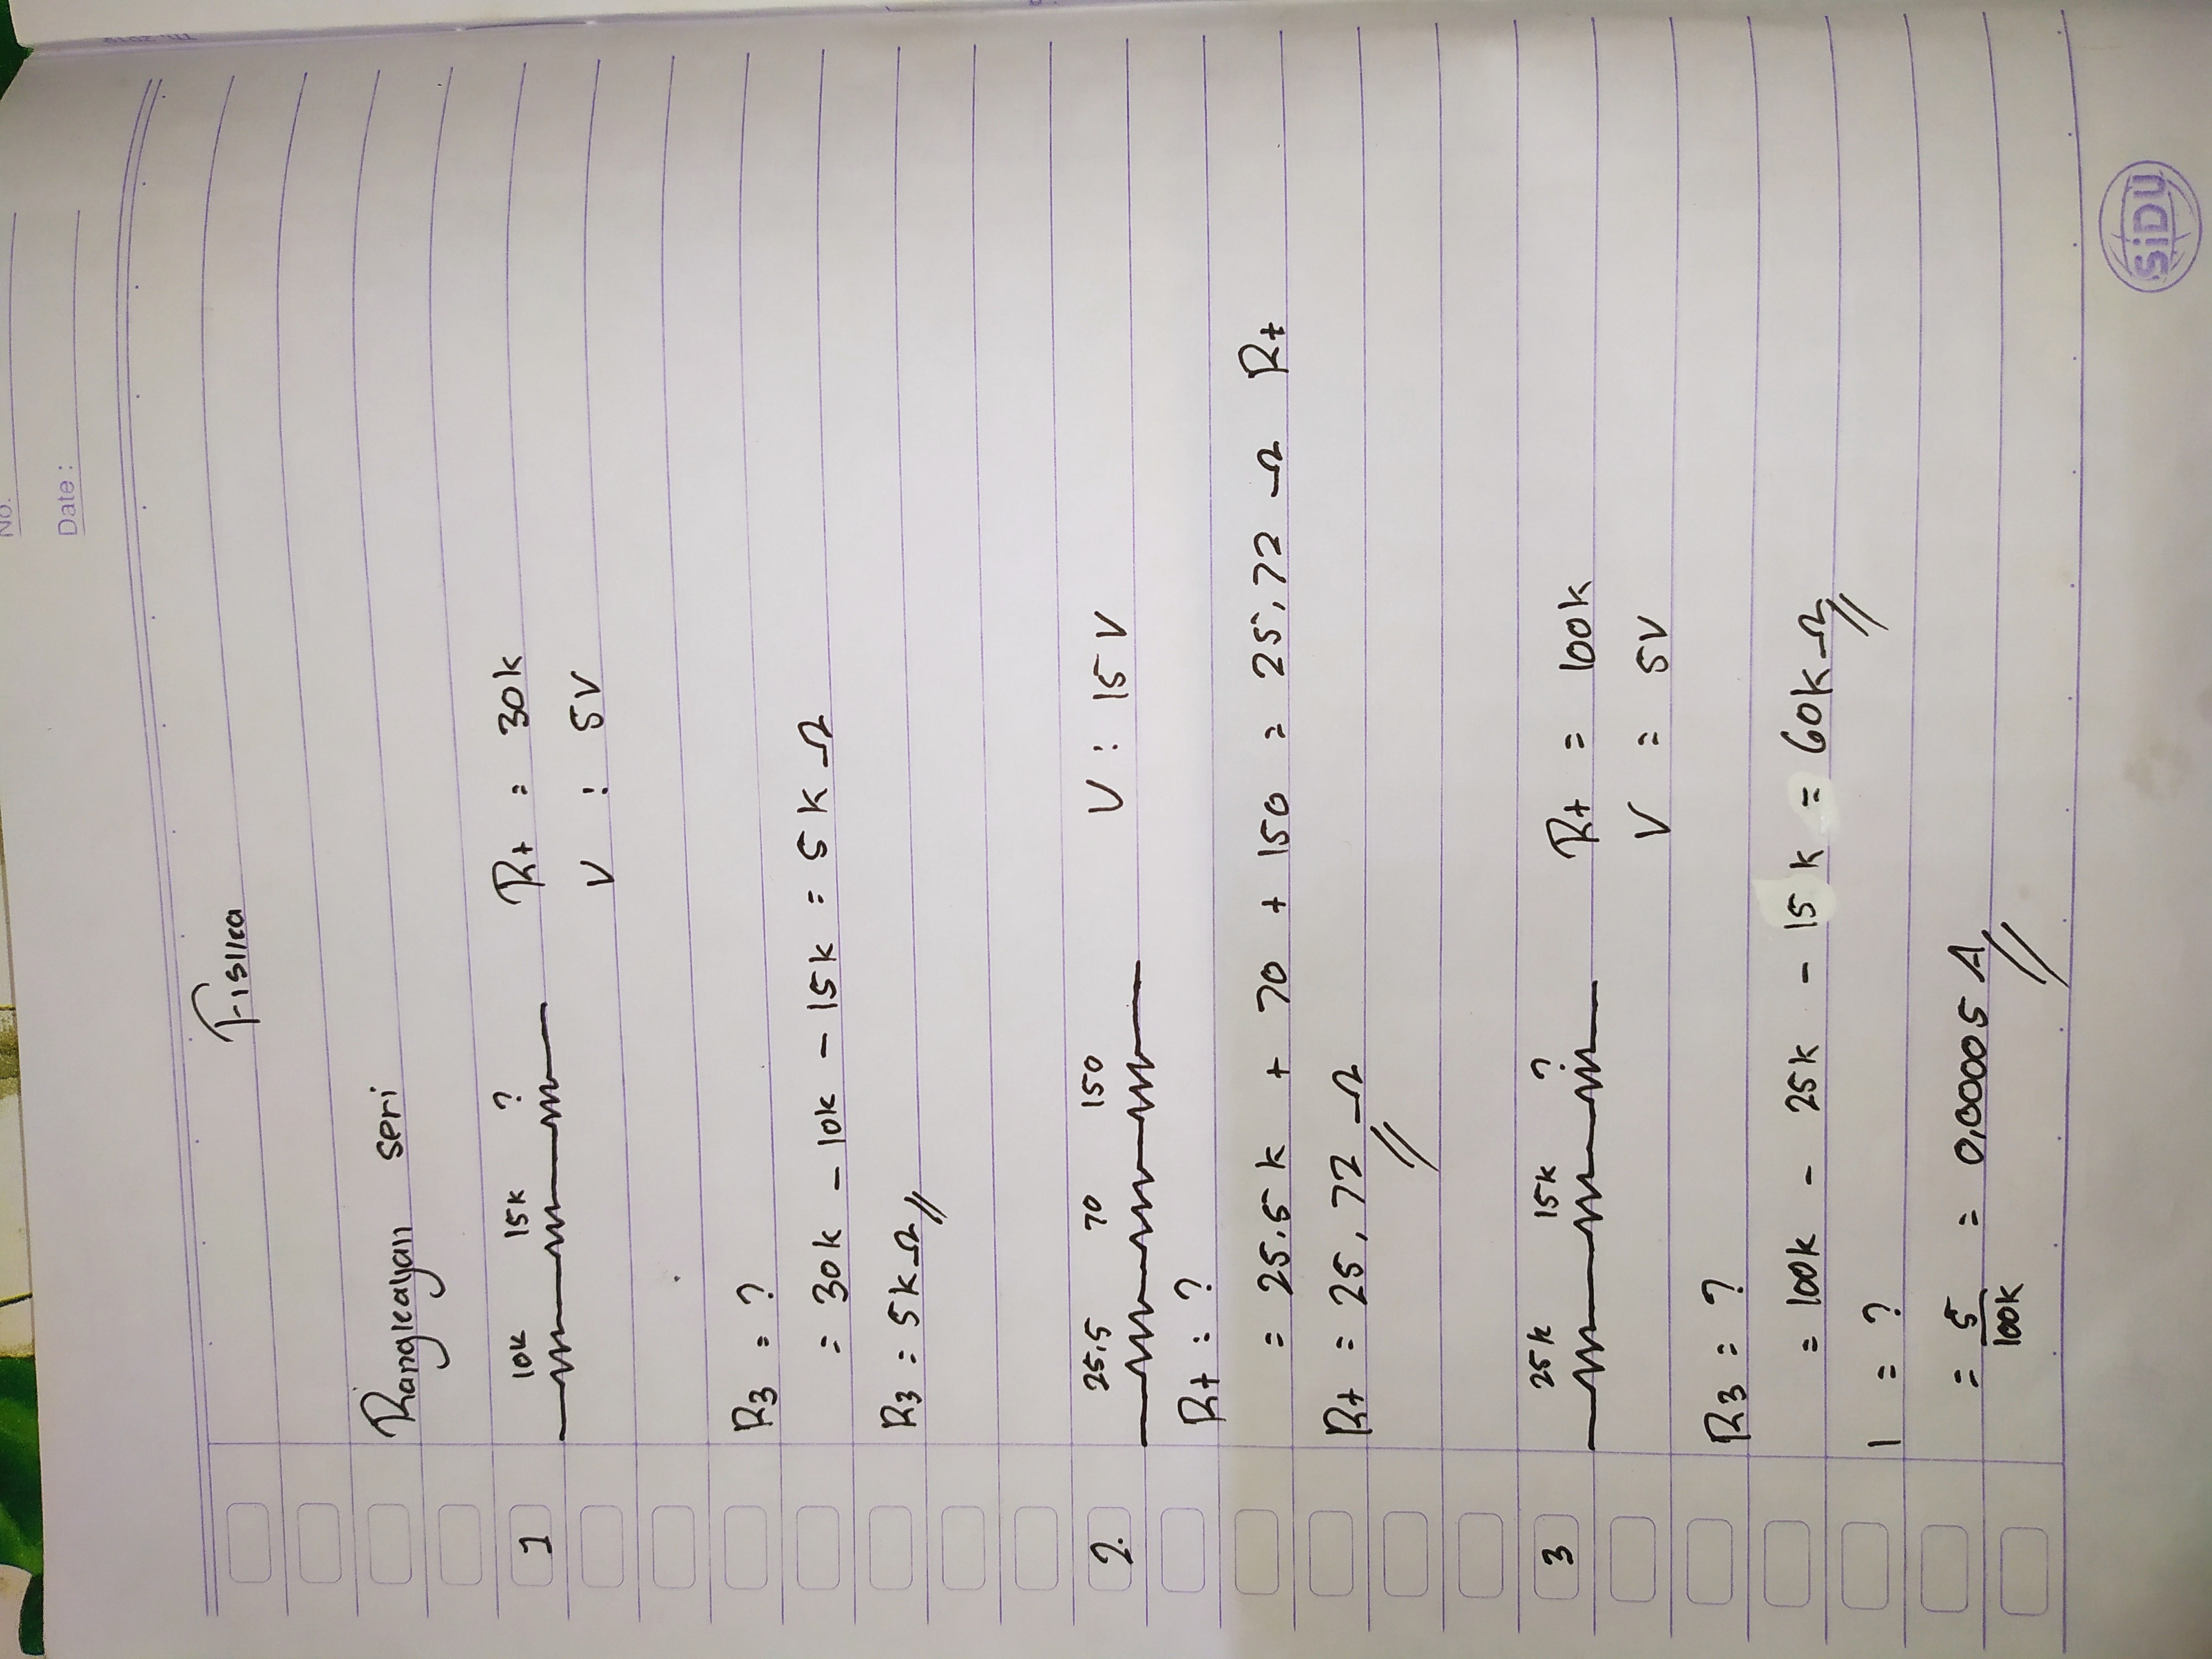 No.
Date :
Fisika
Rangkaian seri
1 10k 15k ? Rt = 30k
V : 5V
R3 = ?
= 30k - 10k - 15k = 5k Ω
R3 = 5k Ω //
2. 25,5 70 150 V : 15 V
Rt : ?
= 25,5 k + 70 + 150 = 25,72 Ω Rt
Rt = 25,72 Ω //
3 25k 15k ? Rt = 100k
V = 5V
R3 = ?
= 100k - 25k - 15k = 60k Ω //
I = ?
= 5/100k = 0,00005 A //
SiDU